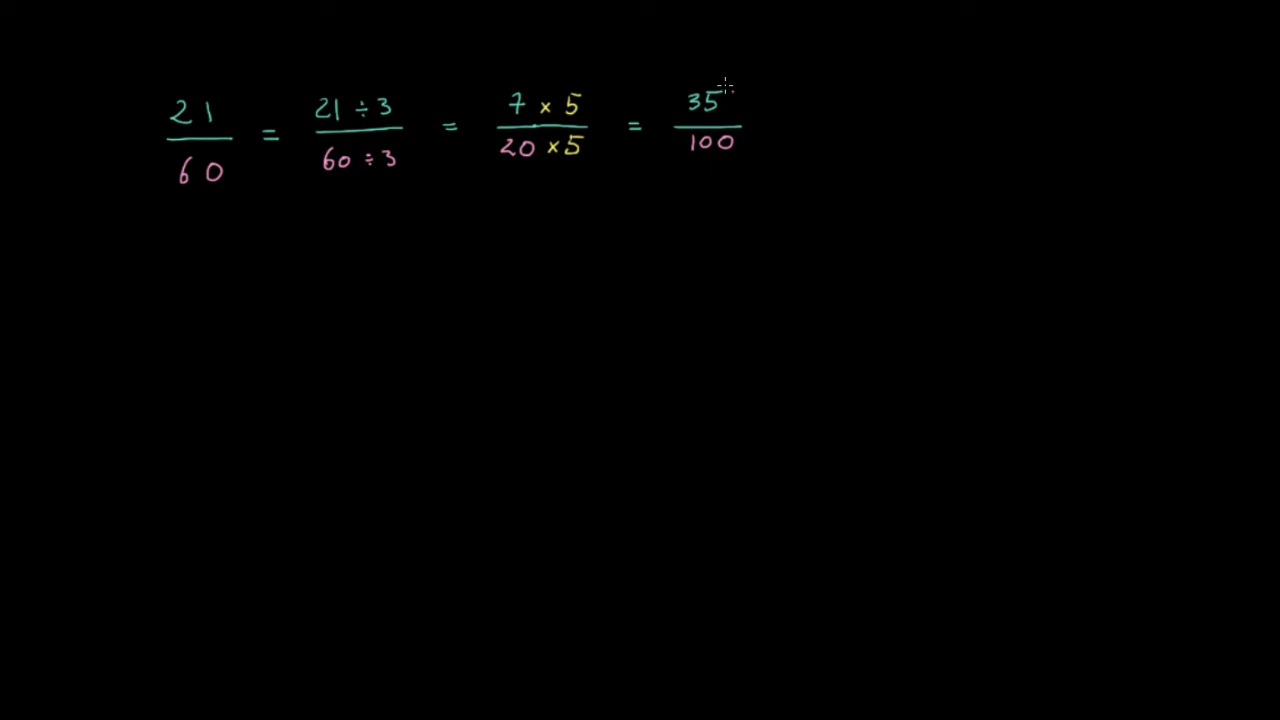 21/60 = 21 ÷ 3/60 ÷ 3 = 7 × 5/20 × 5 = 35/100